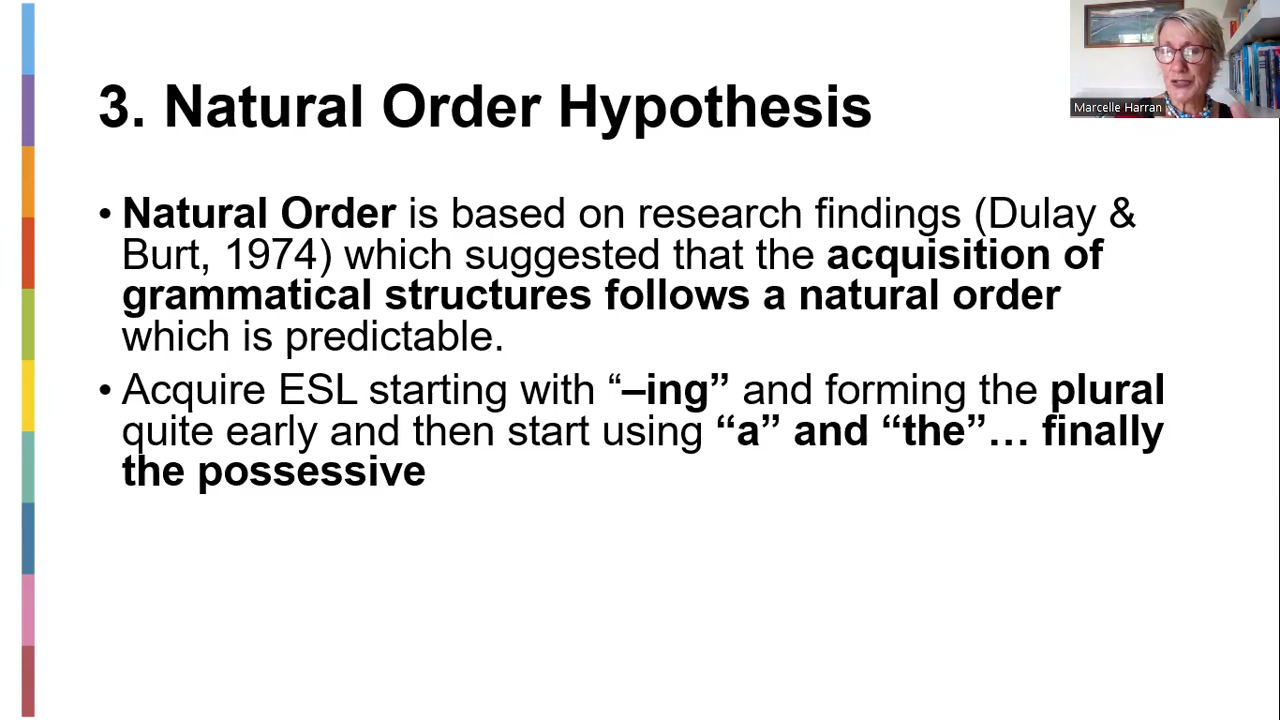 3. Natural Order Hypothesis
Marcelle Harran
• Natural Order is based on research findings (Dulay &
Burt, 1974) which suggested that the acquisition of
grammatical structures follows a natural order
which is predictable.
• Acquire ESL starting with “–ing” and forming the plural
quite early and then start using “a” and “the”… finally
the possessive